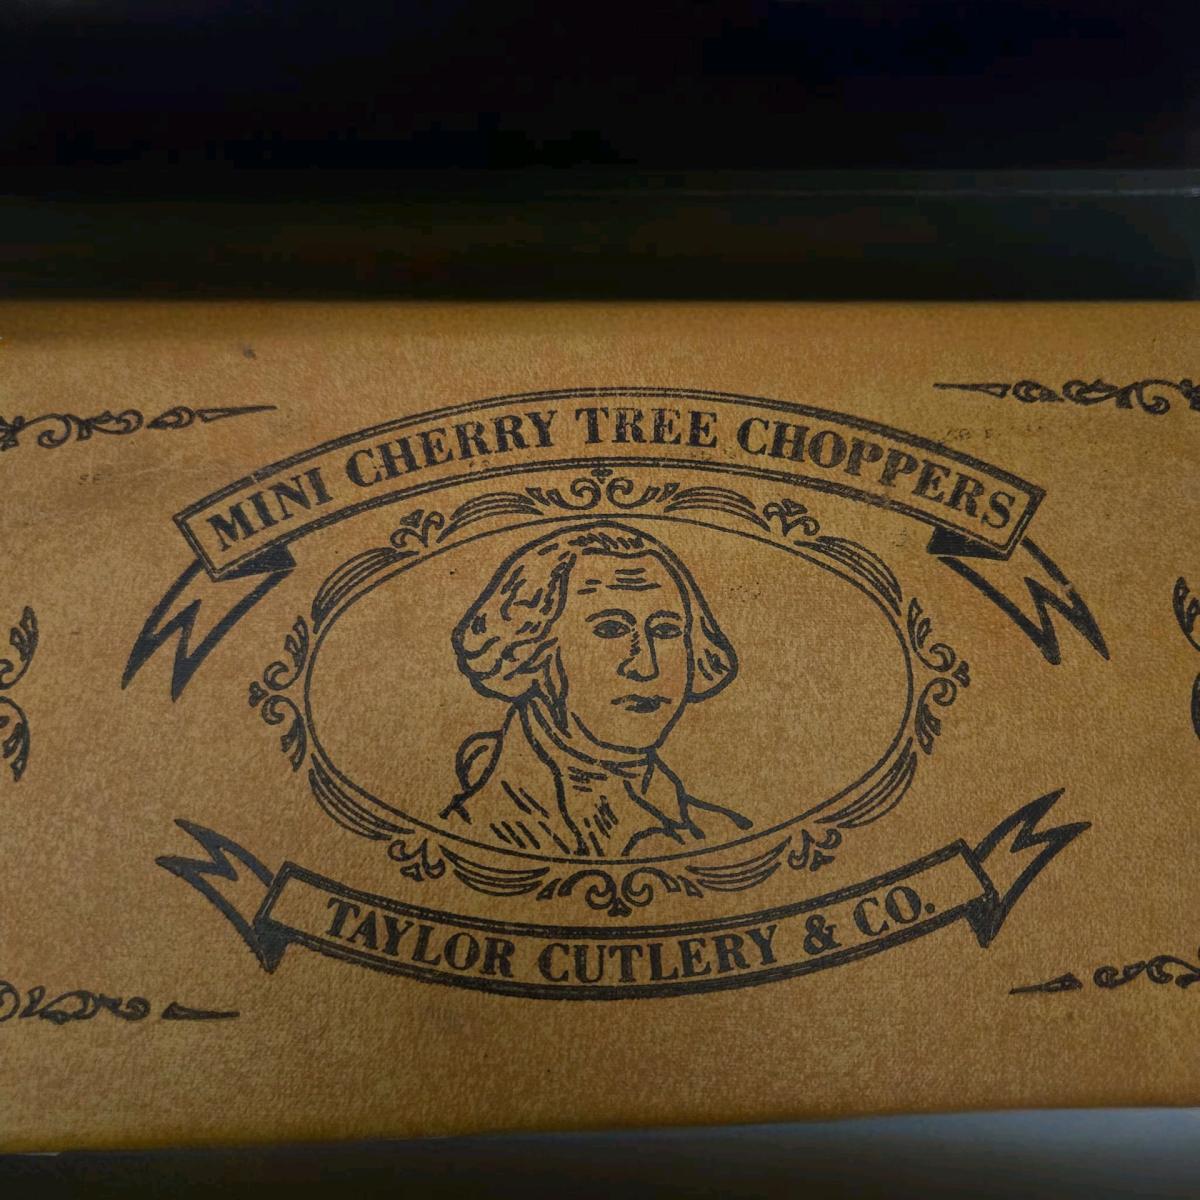 MINI CHERRY TREE CHOPPERS
TAYLOR CUTLERY & CO.